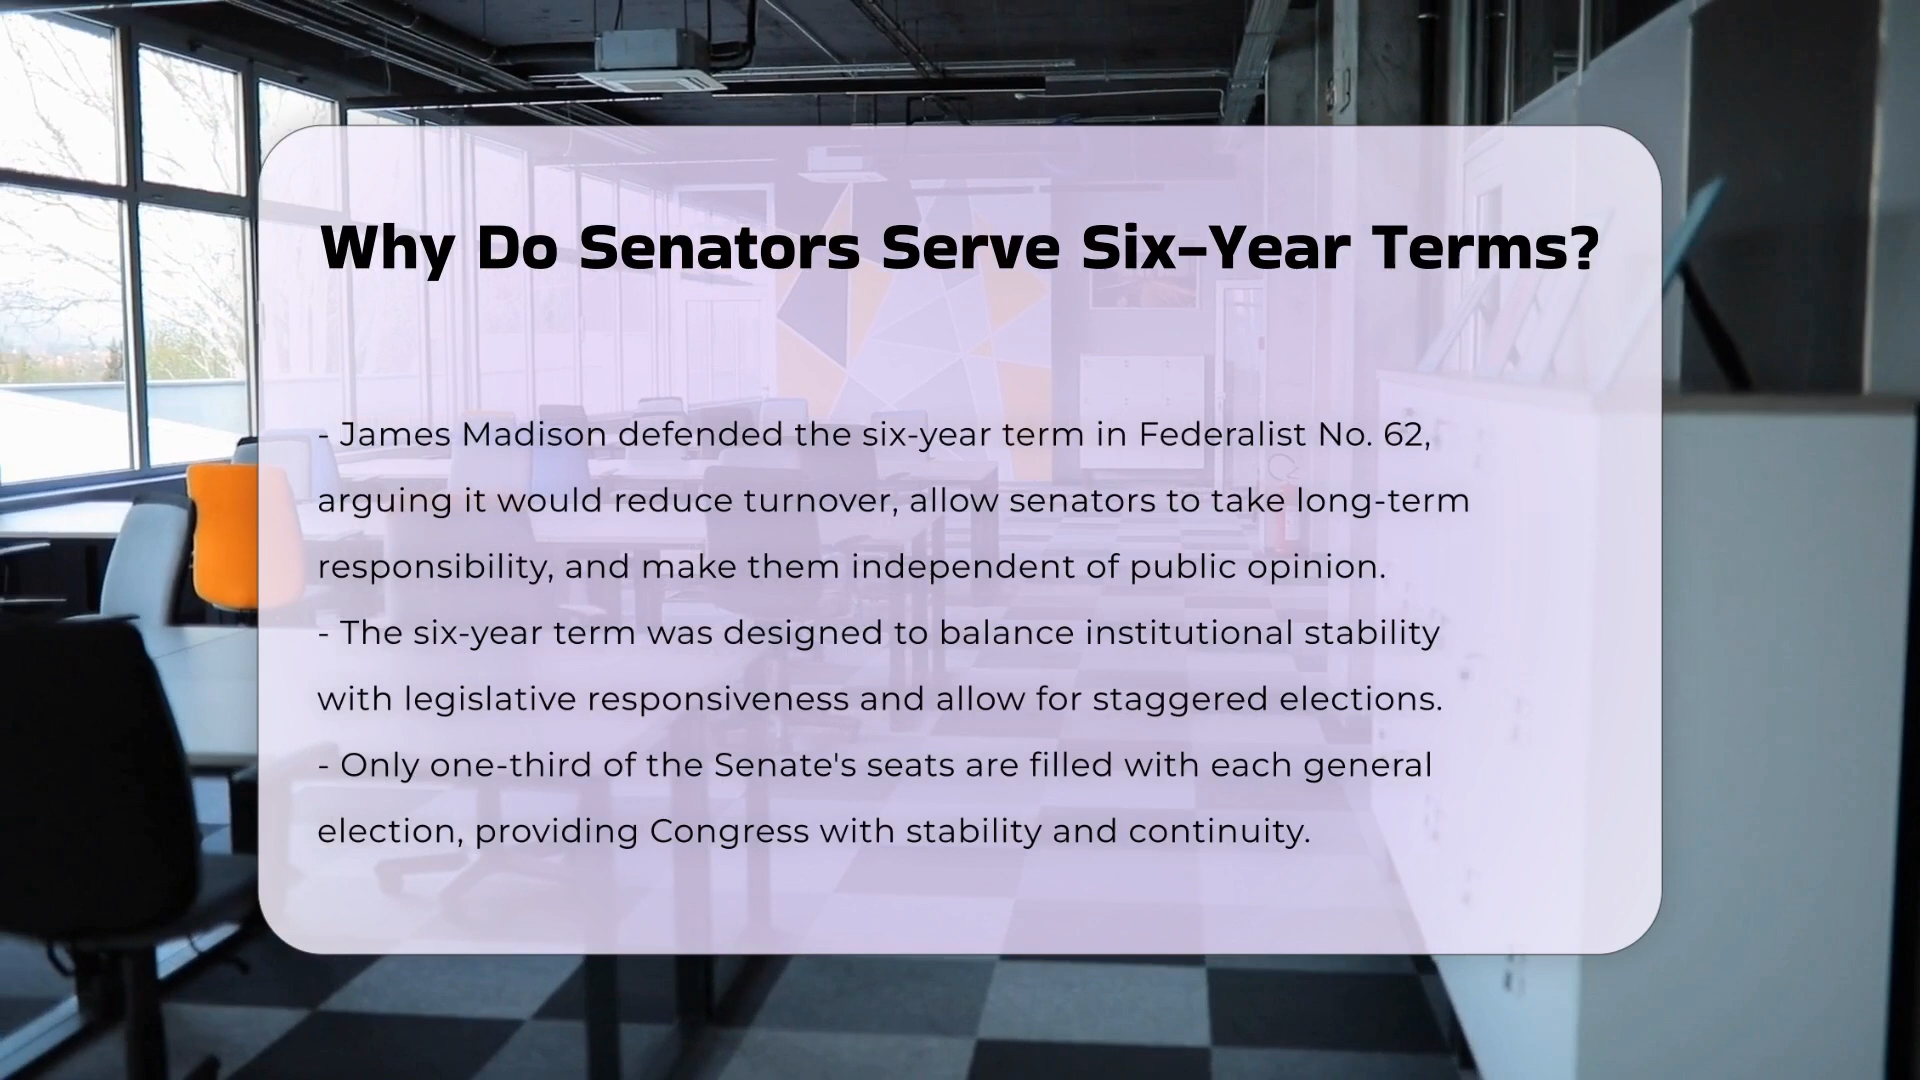 Why Do Senators Serve Six-Year Terms?
- James Madison defended the six-year term in Federalist No. 62,
arguing it would reduce turnover, allow senators to take long-term
responsibility, and make them independent of public opinion.
- The six-year term was designed to balance institutional stability
with legislative responsiveness and allow for staggered elections.
- Only one-third of the Senate's seats are filled with each general
election, providing Congress with stability and continuity.